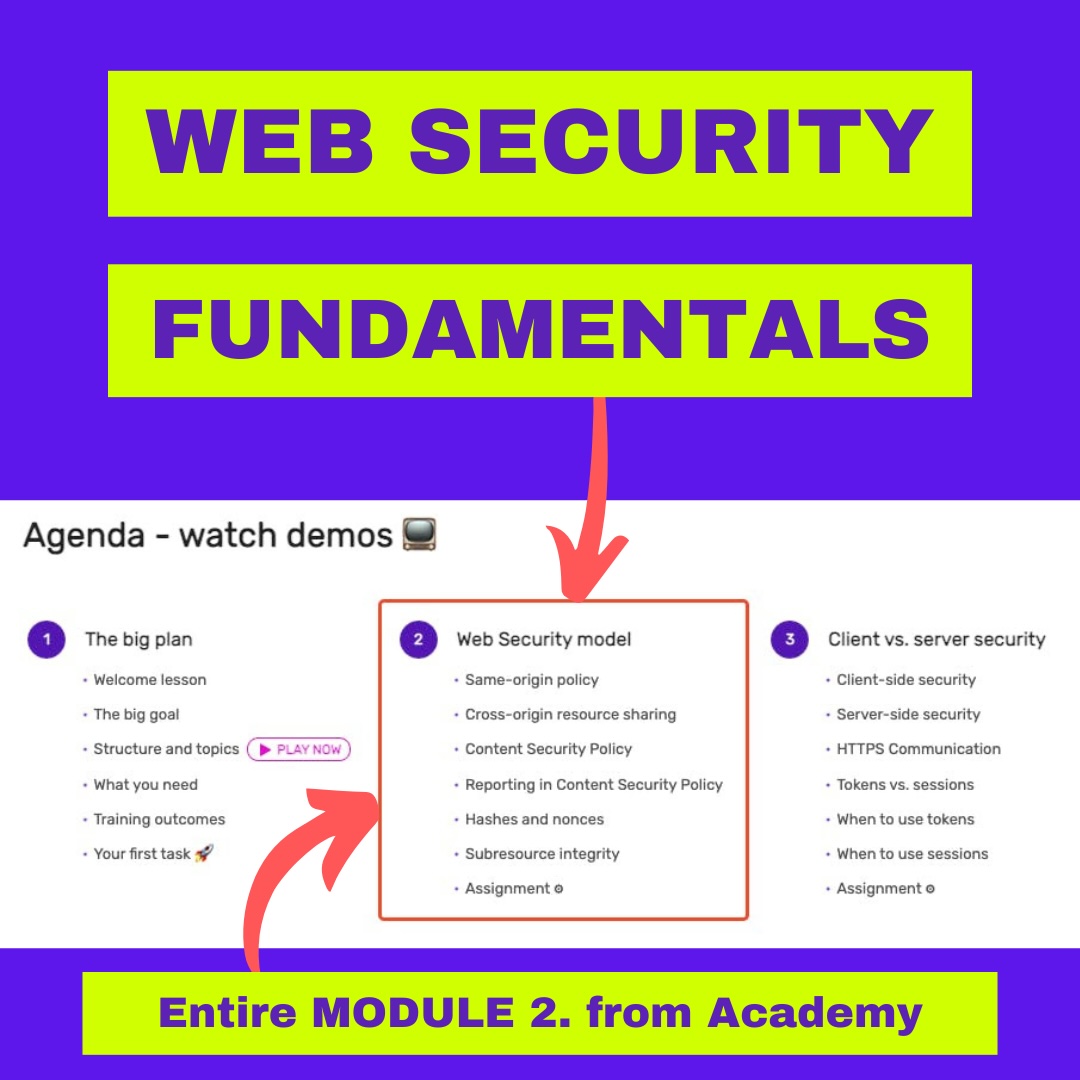 WEB SECURITY
FUNDAMENTALS
Agenda - watch demos 📺
1 The big plan
• Welcome lesson
• The big goal
• Structure and topics ▶ PLAY NOW
• What you need
• Training outcomes
• Your first task 🚀
2 Web Security model
• Same-origin policy
• Cross-origin resource sharing
• Content Security Policy
• Reporting in Content Security Policy
• Hashes and nonces
• Subresource integrity
• Assignment ⚙
3 Client vs. server security
• Client-side security
• Server-side security
• HTTPS Communication
• Tokens vs. sessions
• When to use tokens
• When to use sessions
• Assignment ⚙
Entire MODULE 2. from Academy